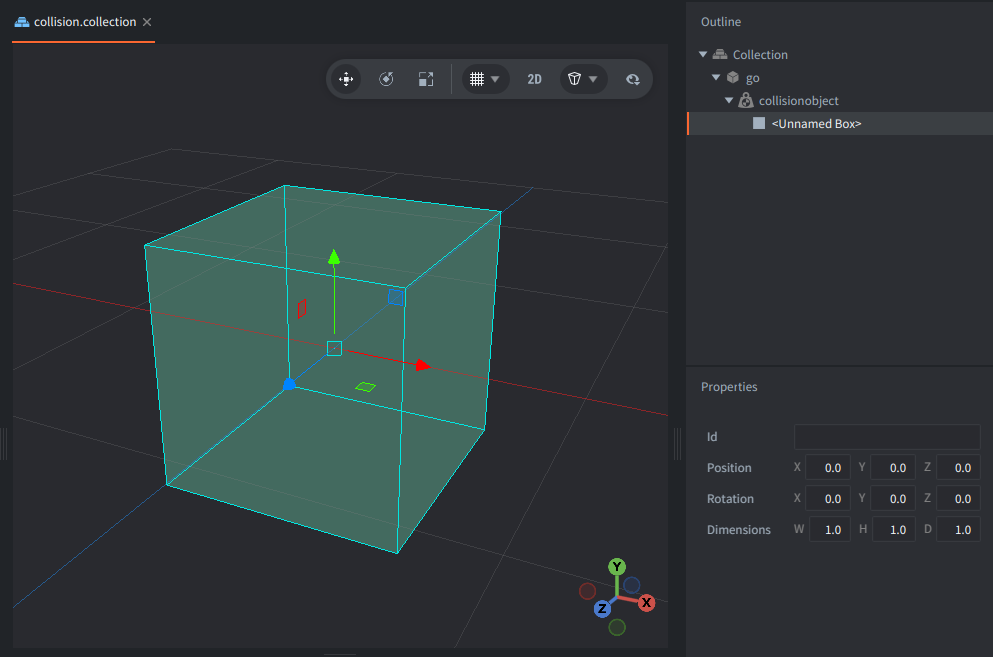 collision.collection
2D
Y
X
Z
Outline
Collection
go
collisionobject
<Unnamed Box>
Properties
Id
Position X 0.0 Y 0.0 Z 0.0
Rotation X 0.0 Y 0.0 Z 0.0
Dimensions W 1.0 H 1.0 D 1.0